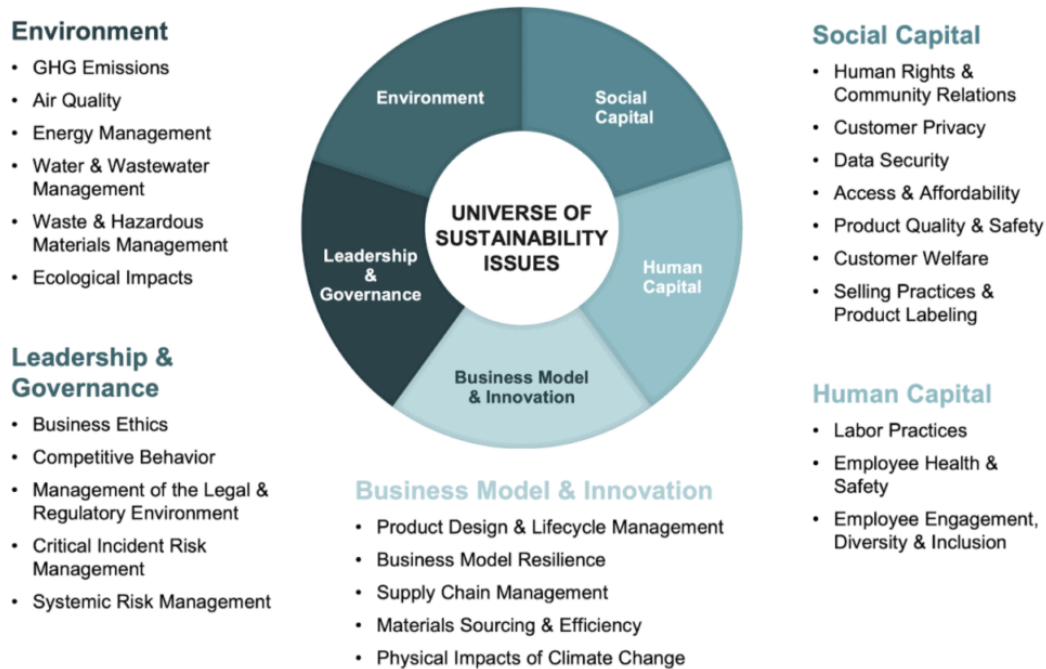 Environment
• GHG Emissions
• Air Quality
• Energy Management
• Water & Wastewater
Management
• Waste & Hazardous
Materials Management
• Ecological Impacts
Leadership &
Governance
• Business Ethics
• Competitive Behavior
• Management of the Legal &
Regulatory Environment
• Critical Incident Risk
Management
• Systemic Risk Management
Environment
Social
Capital
Leadership
&
Governance
UNIVERSE OF
SUSTAINABILITY
ISSUES
Human
Capital
Business Model
& Innovation
Business Model & Innovation
• Product Design & Lifecycle Management
• Business Model Resilience
• Supply Chain Management
• Materials Sourcing & Efficiency
• Physical Impacts of Climate Change
Social Capital
• Human Rights &
Community Relations
• Customer Privacy
• Data Security
• Access & Affordability
• Product Quality & Safety
• Customer Welfare
• Selling Practices &
Product Labeling
Human Capital
• Labor Practices
• Employee Health &
Safety
• Employee Engagement,
Diversity & Inclusion